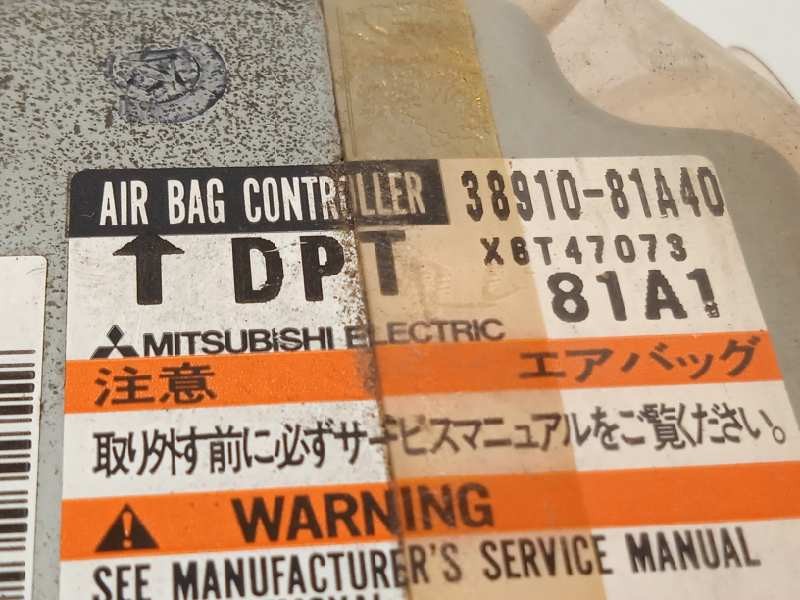 AIR BAG CONTROLLER 38910-81A40
↑ DPT X6T47073
81A1
MITSUBISHI ELECTRIC
注意 エアバッグ
取り外す前に必ずサービスマニュアルをご覧ください。
WARNING
SEE MANUFACTURER'S SERVICE MANUAL